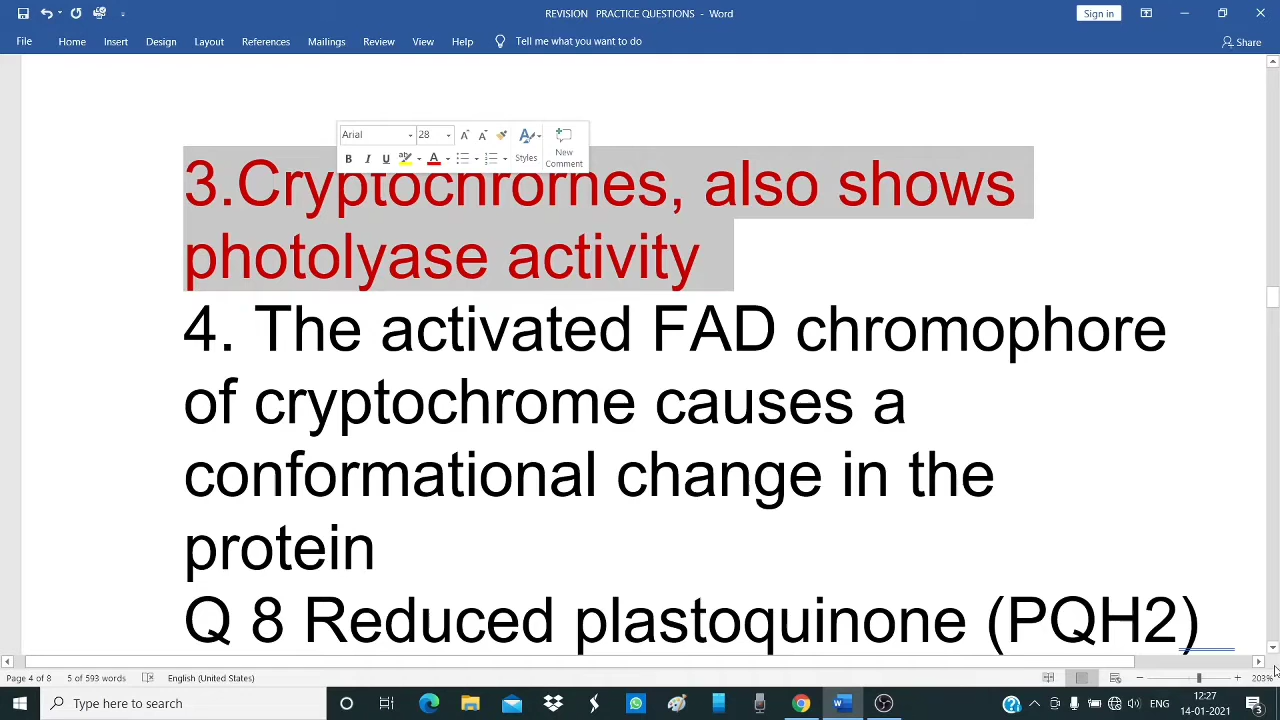 REVISION PRACTICE QUESTIONS - Word
Sign in
File Home Insert Design Layout References Mailings Review View Help Tell me what you want to do Share
Arial 28
Styles New Comment
3.Cryptochrornes, also shows
photolyase activity
4. The activated FAD chromophore
of cryptochrome causes a
conformational change in the
protein
Q 8 Reduced plastoquinone (PQH2)
Page 4 of 8 5 of 593 words English (United States) 203%
Type here to search
ENG
12:27
14-01-2021
3